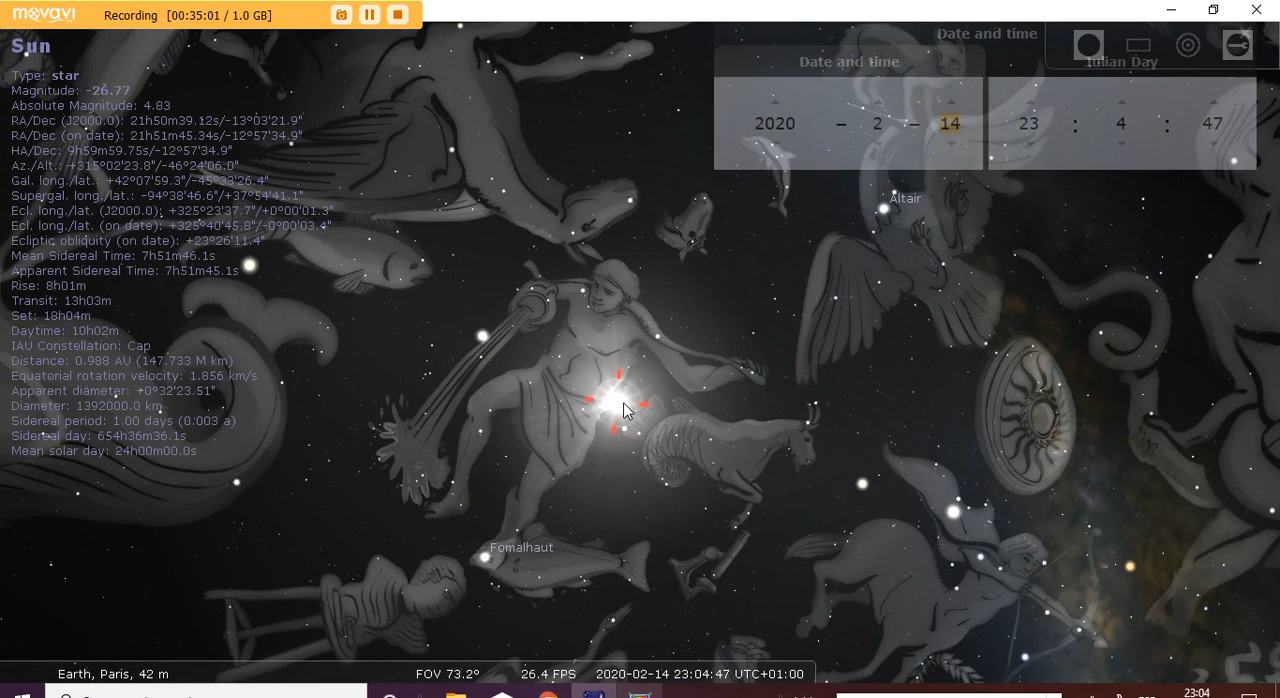 movavi Recording [00:35:01 / 1.0 GB]
Sun
Date and time
Type: star
Magnitude: -26.77
Absolute Magnitude: 4.83
RA/Dec (J2000.0): 21h50m39.12s/-13°03'21.9"
RA/Dec (on date): 21h51m45.34s/-12°57'34.9"
HA/Dec: 9h59m59.75s/-12°57'34.9"
Az./Alt.: +315°02'23.8"/-46°24'06.0"
Gal. long./lat.: +42°07'59.3"/-45°33'26.4"
Supergal. long./lat.: -94°38'46.6"/+37°54'41.1"
Ecl. long./lat. (J2000.0): +325°23'37.7"/+0°00'01.3"
Ecl. long./lat. (on date): +325°40'45.8"/-0°00'03.4"
Ecliptic obliquity (on date): +23°26'11.4"
Mean Sidereal Time: 7h51m46.1s
Apparent Sidereal Time: 7h51m45.1s
Rise: 8h01m
Transit: 13h03m
Set: 18h04m
Daytime: 10h02m
IAU Constellation: Cap
Distance: 0.988 AU (147.733 M km)
Equatorial rotation velocity: 1.856 km/s
Apparent diameter: +0°32'23.51"
Diameter: 1392000.0 km
Sidereal period: 1.00 days (0.003 a)
Sidereal day: 654h36m36.1s
Mean solar day: 24h00m00.0s
Date and time
Julian Day
2020 - 2 - 14 23 : 4 : 47
Altair
Fomalhaut
Earth, Paris, 42 m FOV 73.2° 26.4 FPS 2020-02-14 23:04:47 UTC+01:00
23:04